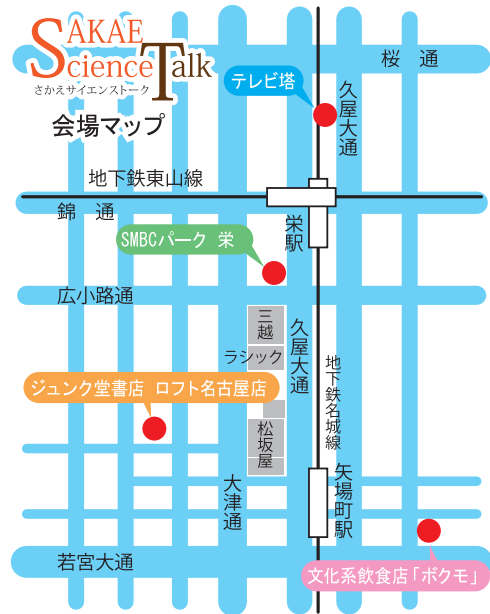 SAKAE
Science Talk
さかえサイエンストーク
会場マップ
桜 通
テレビ塔
久屋大通
地下鉄東山線
錦 通
栄駅
SMBCパーク 栄
広小路通
三越
久屋大通
ラシック
地下鉄名城線
ジュンク堂書店 ロフト名古屋店
松坂屋
矢場町駅
大津通
若宮大通
文化系飲食店「ボクモ」